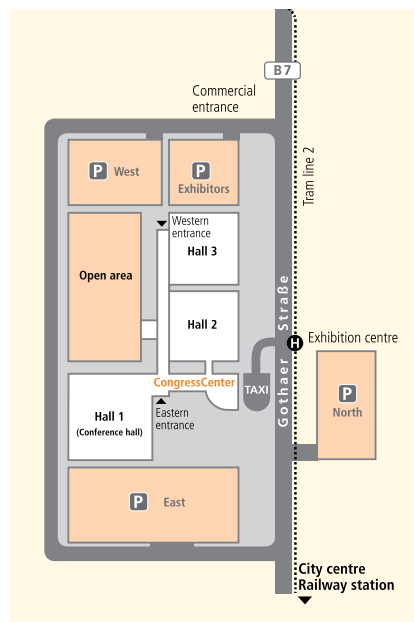 B 7
Commercial
entrance
Tram line 2
P West
P
Exhibitors
Western
entrance
Hall 3
Open area
Gothaer Straße
Hall 2
H Exhibition centre
CongressCenter
TAXI
P
North
Hall 1
(Conference hall)
Eastern
entrance
P East
City centre
Railway station